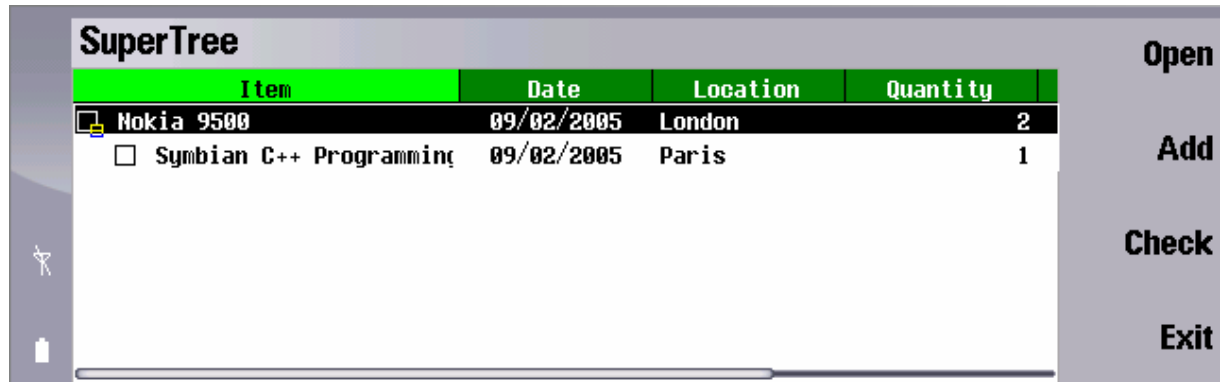 SuperTree
Open
Item Date Location Quantity
Nokia 9500 09/02/2005 London 2
Symbian C++ Programming 09/02/2005 Paris 1
Add
Check
Exit